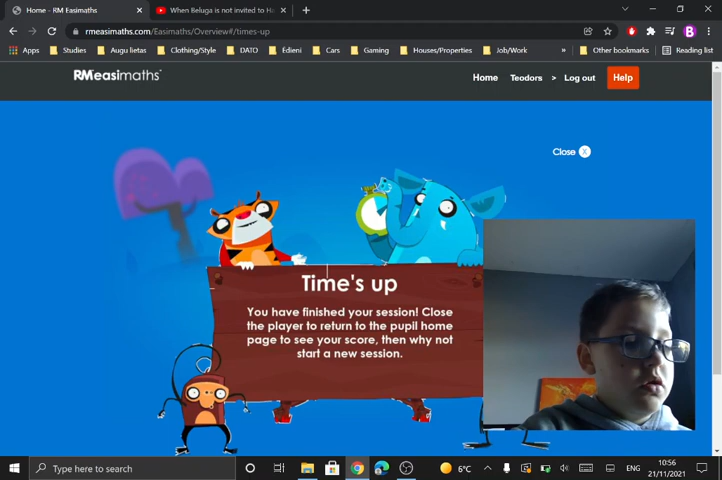 Home - RM Easimaths
When Beluga is not invited to Ha
rmeasimaths.com/Easimaths/Overview#/times-up
B
Apps
Studies
Augu lietas
Clothing/Style
DATO
Edieni
Cars
Gaming
Houses/Properties
Job/Work
»
Other bookmarks
Reading list
RMeasimaths
Home
Teodors
>
Log out
Help
Close X
Time's up
You have finished your session! Close
the player to return to the pupil home
page to see your score, then why not
start a new session.
Type here to search
6°C
ENG
10:56
21/11/2021